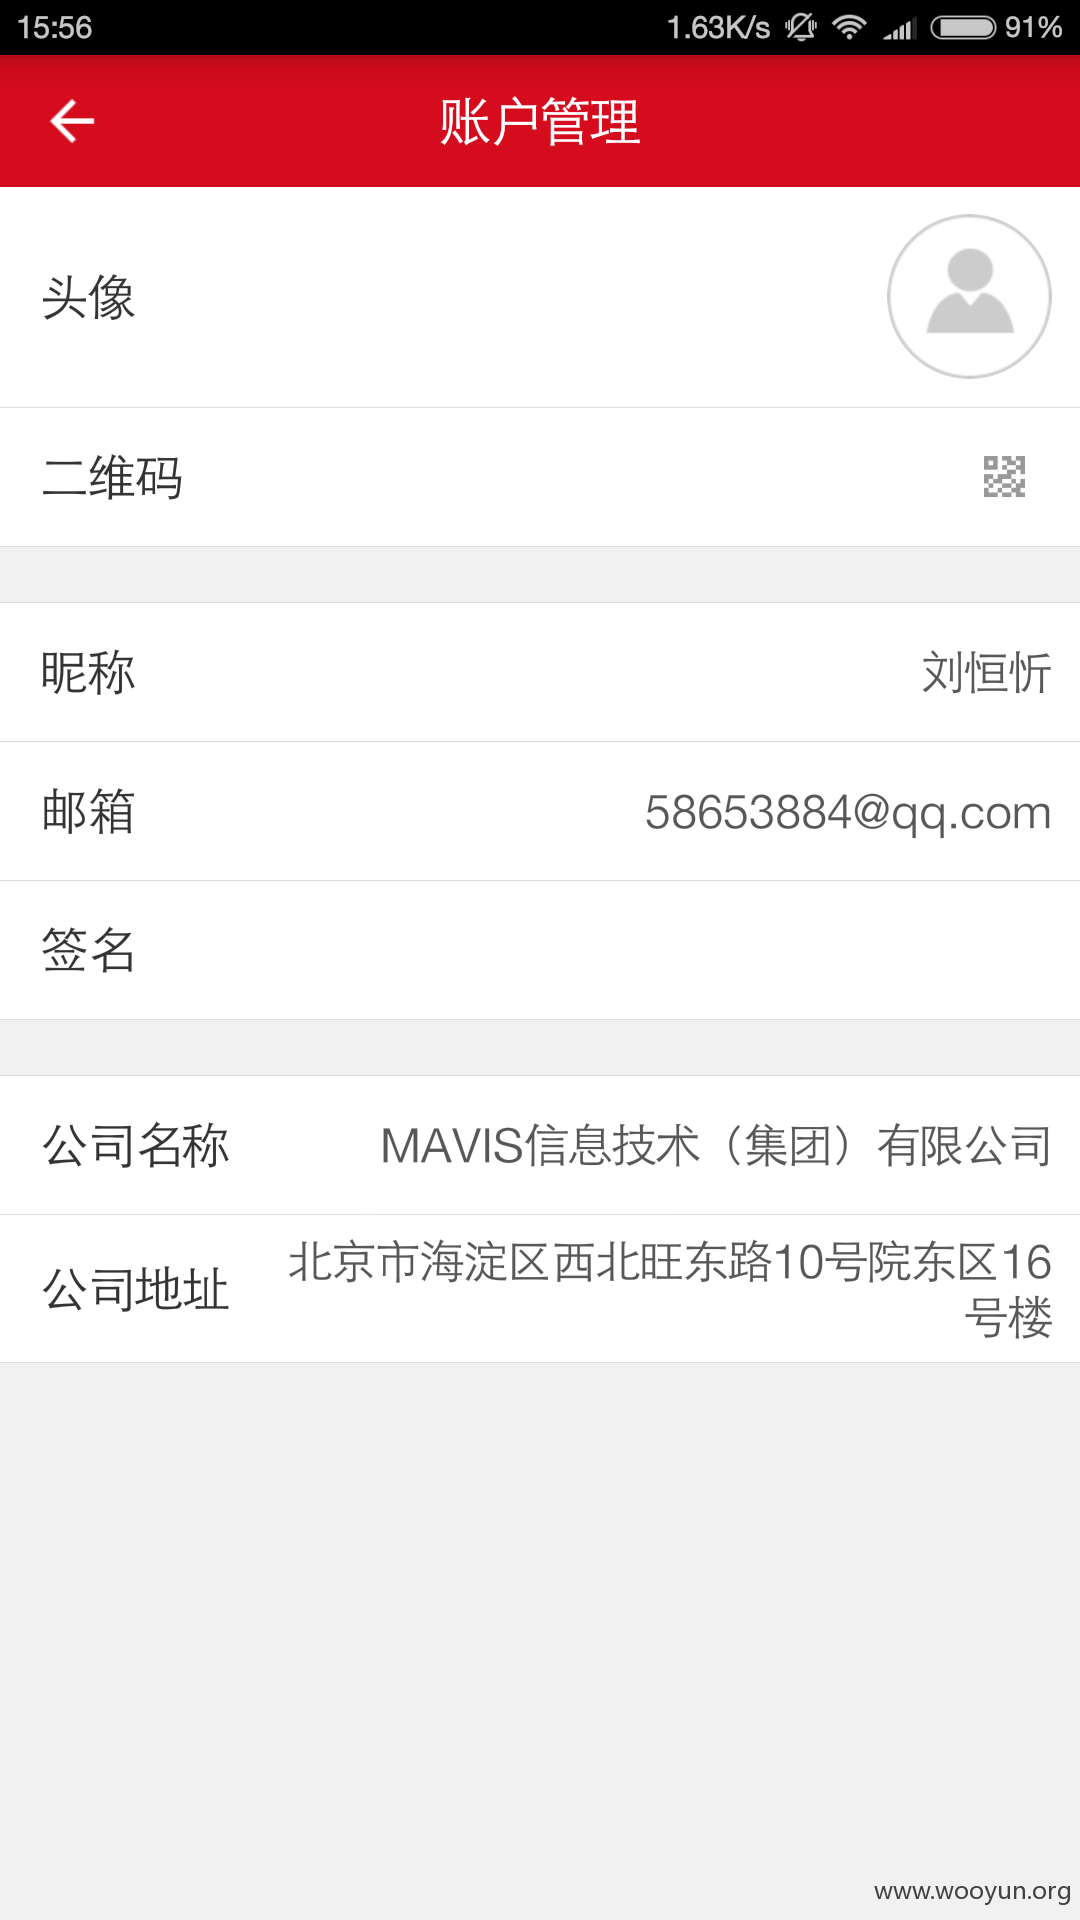 15:56 1.63K/s 91%
账户管理
头像
二维码
昵称 刘恒忻
邮箱 58653884@qq.com
签名
公司名称 MAVIS信息技术（集团）有限公司
公司地址 北京市海淀区西北旺东路10号院东区16
号楼
www.wooyun.org